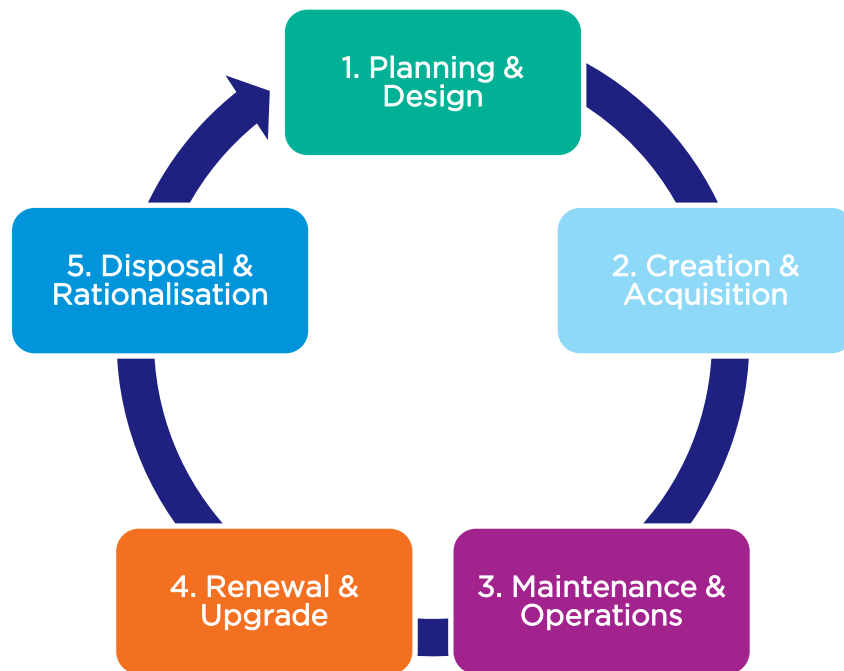 1. Planning &
Design
2. Creation &
Acquisition
3. Maintenance &
Operations
4. Renewal &
Upgrade
5. Disposal &
Rationalisation